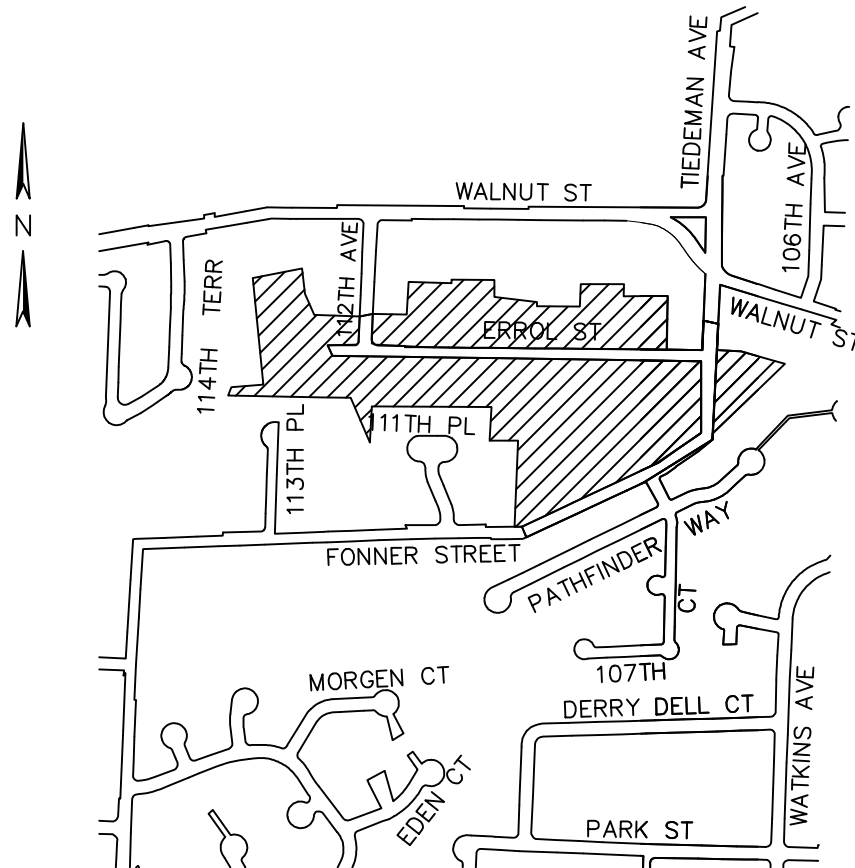 TIEDEMAN AVE
WALNUT ST
106TH AVE
N
112TH AVE
114TH TERR
WALNUT ST
ERROL ST
111TH PL
113TH PL
FONNER STREET
PATHFINDER WAY
107TH CT
MORGEN CT
DERRY DELL CT
WATKINS AVE
EDEN CT
PARK ST